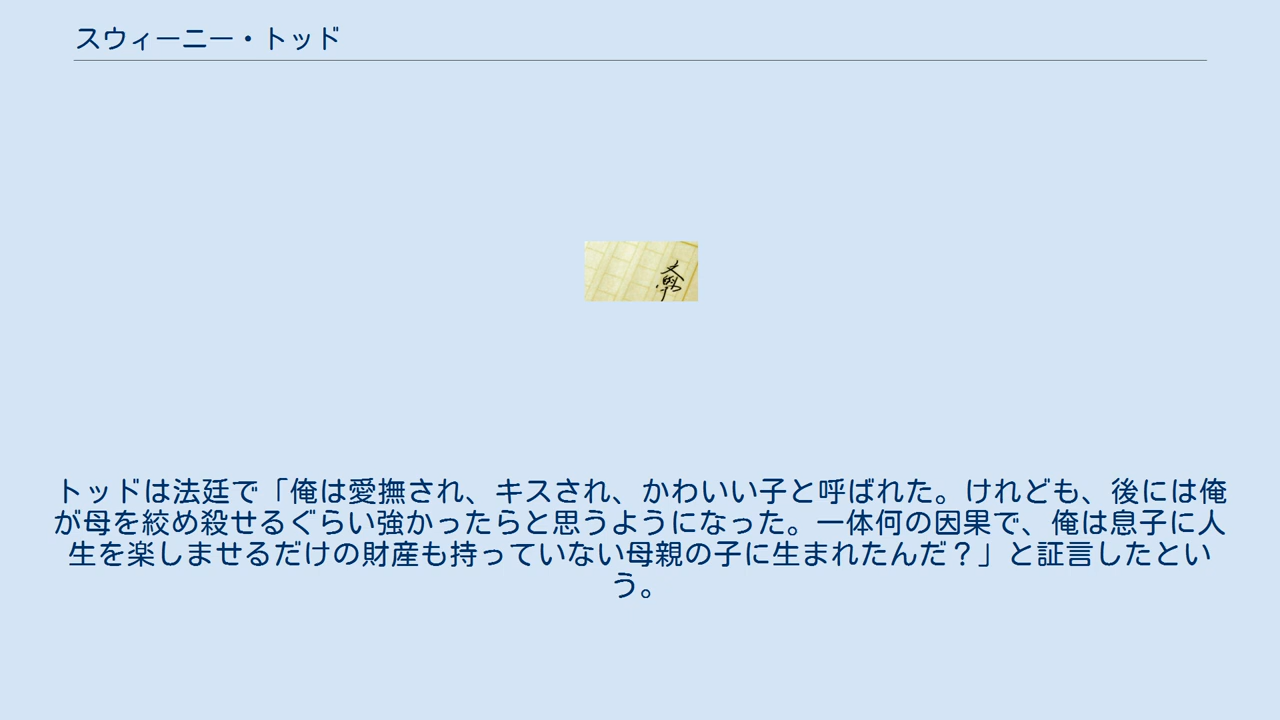 スウィーニー・トッド
トッドは法廷で「俺は愛撫され、キスされ、かわいい子と呼ばれた。けれども、後には俺
が母を絞め殺せるぐらい強かったらと思うようになった。一体何の因果で、俺は息子に人
生を楽しませるだけの財産も持っていない母親の子に生まれたんだ？」と証言したとい
う。